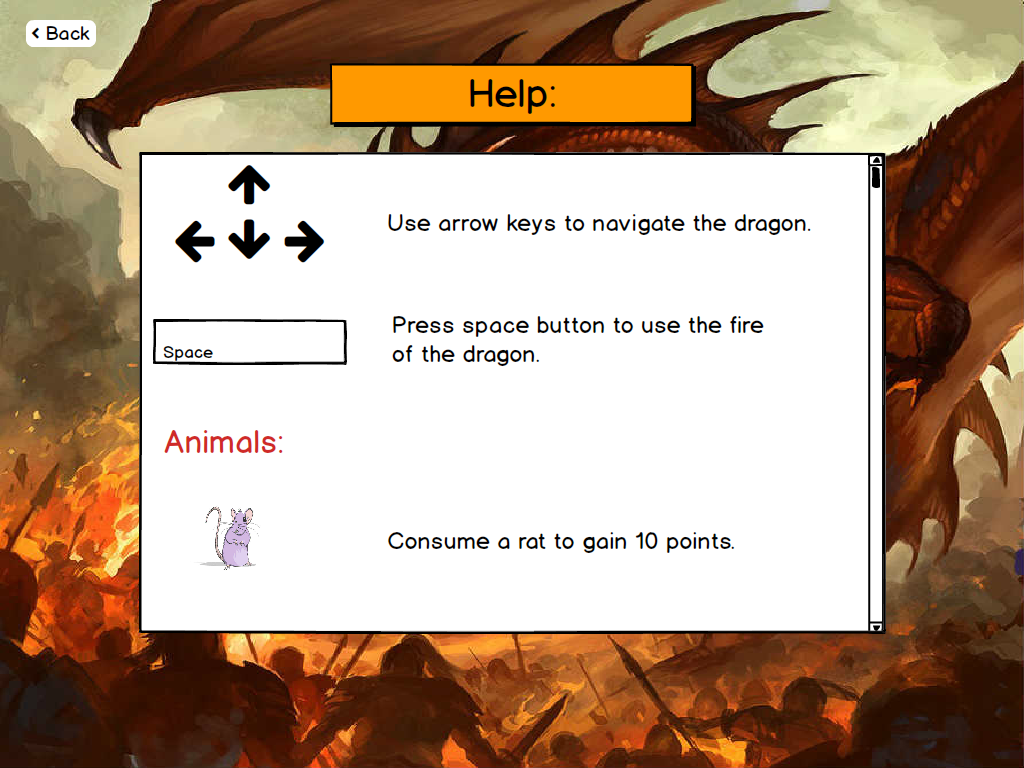 Back
Help:
Use arrow keys to navigate the dragon.
Press space button to use the fire
of the dragon.
Space
Animals:
Consume a rat to gain 10 points.